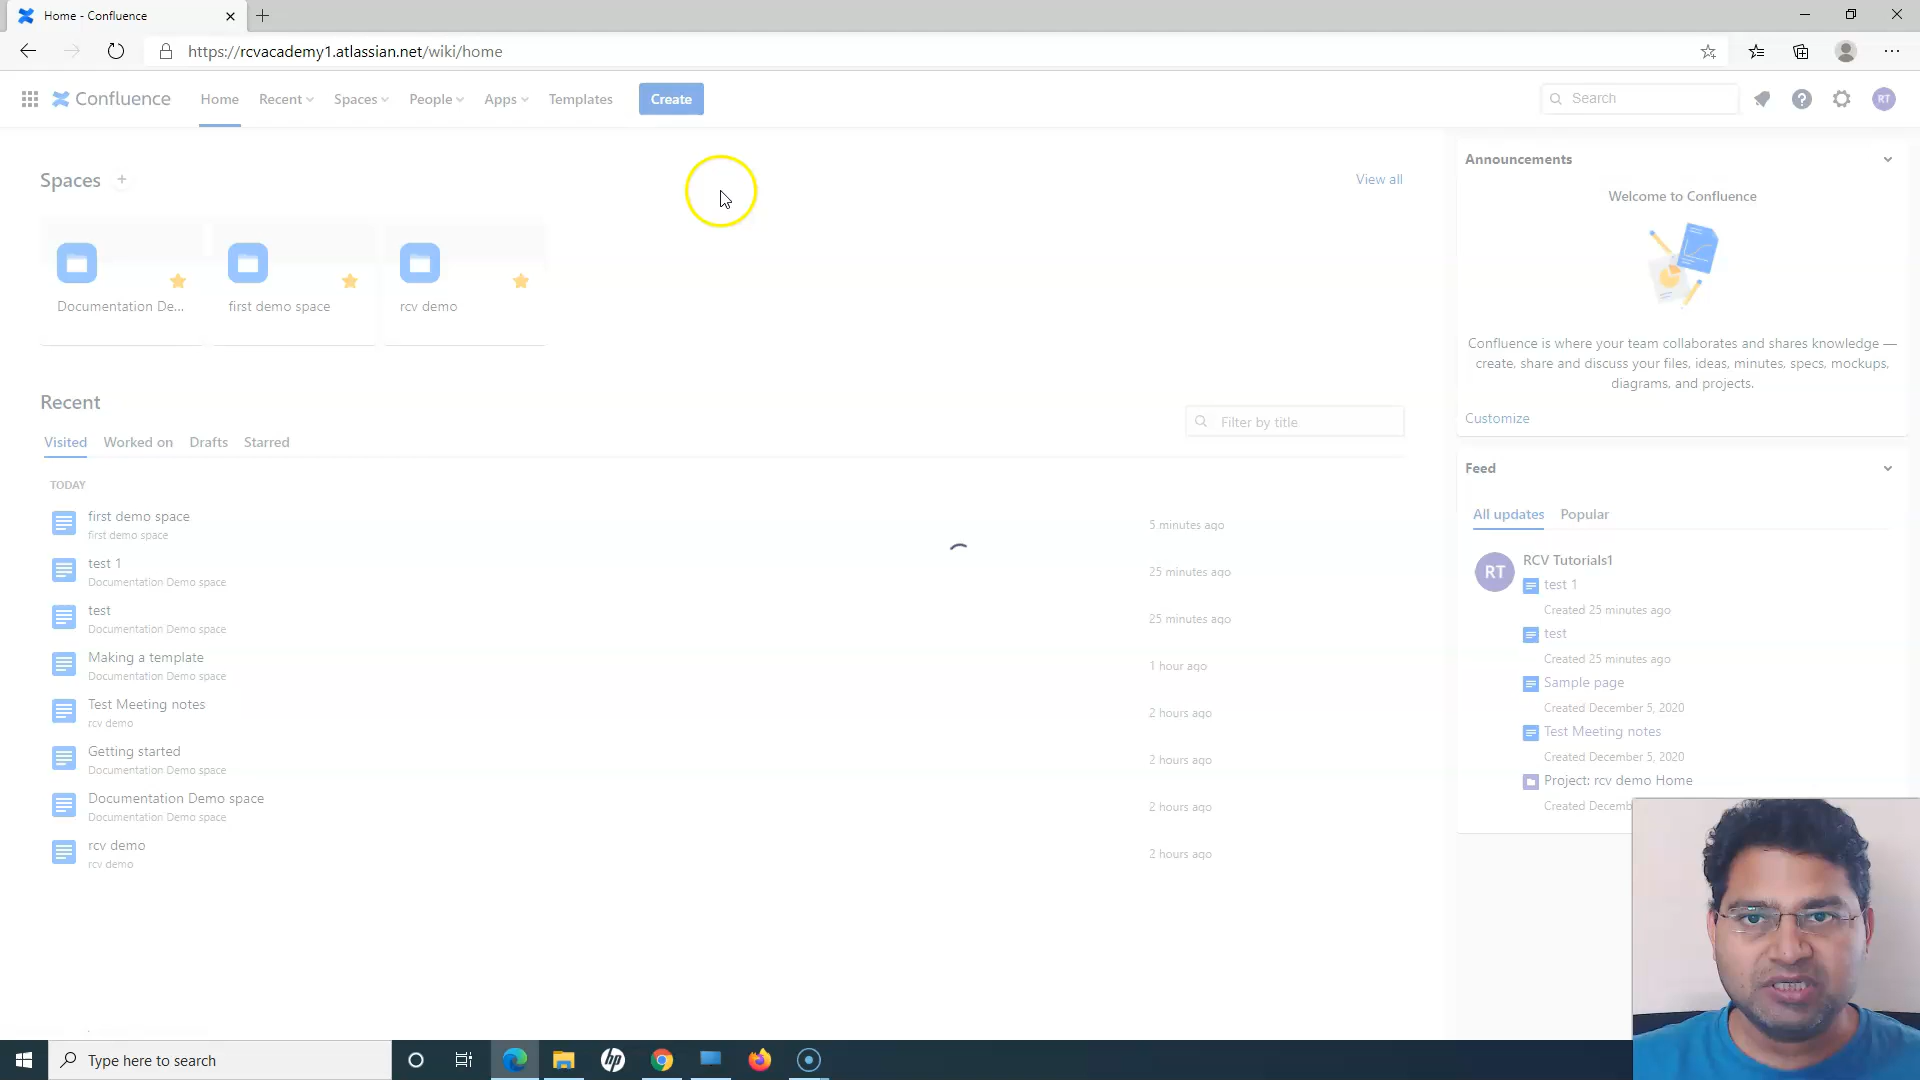 Home - Confluence
https://rcvacademy1.atlassian.net/wiki/home
Confluence
Home
Recent
Spaces
People
Apps
Templates
Create
Search
RT
Spaces
View all
Documentation De...
first demo space
rcv demo
Recent
Filter by title
Visited
Worked on
Drafts
Starred
TODAY
first demo space
first demo space
5 minutes ago
test 1
Documentation Demo space
25 minutes ago
test
Documentation Demo space
25 minutes ago
Making a template
Documentation Demo space
1 hour ago
Test Meeting notes
rcv demo
2 hours ago
Getting started
Documentation Demo space
2 hours ago
Documentation Demo space
Documentation Demo space
2 hours ago
rcv demo
rcv demo
2 hours ago
Announcements
Welcome to Confluence
Confluence is where your team collaborates and shares knowledge —
create, share and discuss your files, ideas, minutes, specs, mockups,
diagrams, and projects.
Customize
Feed
All updates
Popular
RT
RCV Tutorials1
test 1
Created 25 minutes ago
test
Created 25 minutes ago
Sample page
Created December 5, 2020
Test Meeting notes
Created December 5, 2020
Project: rcv demo Home
Created Decemb
Type here to search
hp